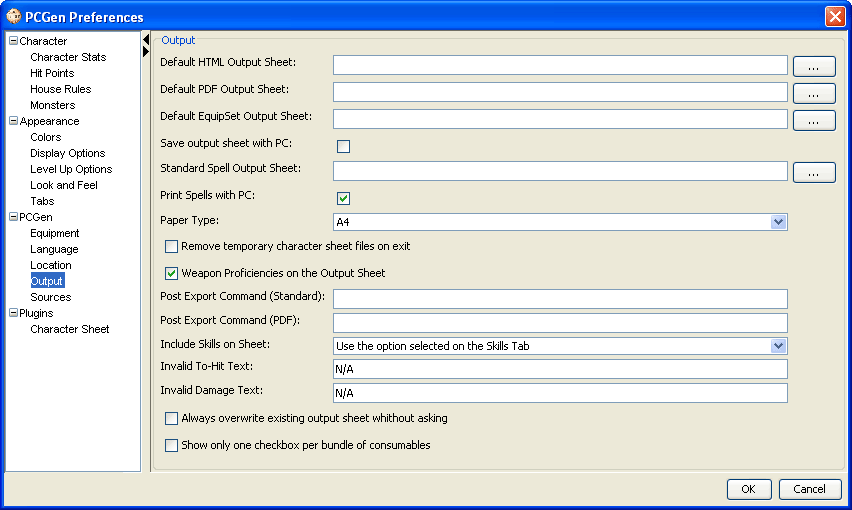 PCGen Preferences
Character
Character Stats
Hit Points
House Rules
Monsters
Appearance
Colors
Display Options
Level Up Options
Look and Feel
Tabs
PCGen
Equipment
Language
Location
Output
Sources
Plugins
Character Sheet
Output
Default HTML Output Sheet:
...
Default PDF Output Sheet:
...
Default EquipSet Output Sheet:
...
Save output sheet with PC:
Standard Spell Output Sheet:
...
Print Spells with PC:
Paper Type:
A4
Remove temporary character sheet files on exit
Weapon Proficiencies on the Output Sheet
Post Export Command (Standard):
Post Export Command (PDF):
Include Skills on Sheet:
Use the option selected on the Skills Tab
Invalid To-Hit Text:
N/A
Invalid Damage Text:
N/A
Always overwrite existing output sheet whithout asking
Show only one checkbox per bundle of consumables
OK
Cancel